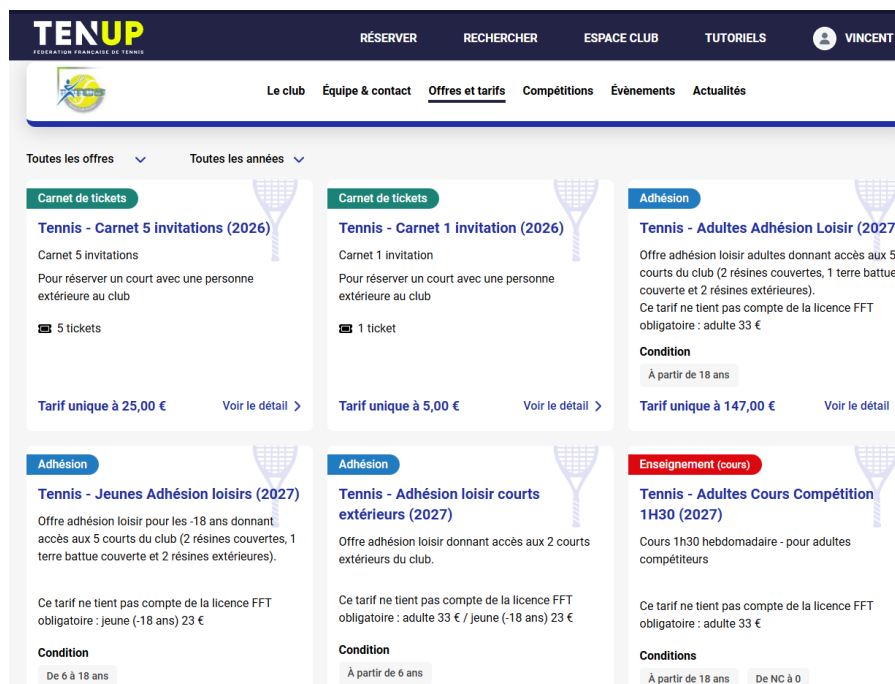 TENUP
FÉDÉRATION FRANÇAISE DE TENNIS
RÉSERVER
RECHERCHER
ESPACE CLUB
TUTORIELS
VINCENT
Le club
Équipe & contact
Offres et tarifs
Compétitions
Évènements
Actualités
Toutes les offres
Toutes les années
Carnet de tickets
Tennis - Carnet 5 invitations (2026)
Carnet 5 invitations
Pour réserver un court avec une personne
extérieure au club
5 tickets
Tarif unique à 25,00 €
Voir le détail
Carnet de tickets
Tennis - Carnet 1 invitation (2026)
Carnet 1 invitation
Pour réserver un court avec une personne
extérieure au club
1 ticket
Tarif unique à 5,00 €
Voir le détail
Adhésion
Tennis - Adultes Adhésion Loisir (2027
Offre adhésion loisir adultes donnant accès aux 5
courts du club (2 résines couvertes, 1 terre battue
couverte et 2 résines extérieures).
Ce tarif ne tient pas compte de la licence FFT
obligatoire : adulte 33 €
Condition
À partir de 18 ans
Tarif unique à 147,00 €
Voir le détail
Adhésion
Tennis - Jeunes Adhésion loisirs (2027)
Offre adhésion loisir pour les -18 ans donnant
accès aux 5 courts du club (2 résines couvertes, 1
terre battue couverte et 2 résines extérieures).
Ce tarif ne tient pas compte de la licence FFT
obligatoire : jeune (-18 ans) 23 €
Condition
De 6 à 18 ans
Adhésion
Tennis - Adhésion loisir courts
extérieurs (2027)
Offre adhésion loisir donnant accès aux 2 courts
extérieurs du club.
Ce tarif ne tient pas compte de la licence FFT
obligatoire : adulte 33 € / jeune (-18 ans) 23 €
Condition
À partir de 6 ans
Enseignement (cours)
Tennis - Adultes Cours Compétition
1H30 (2027)
Cours 1h30 hebdomadaire - pour adultes
compétiteurs
Ce tarif ne tient pas compte de la licence FFT
obligatoire : adulte 33 €
Conditions
À partir de 18 ans
De NC à 0